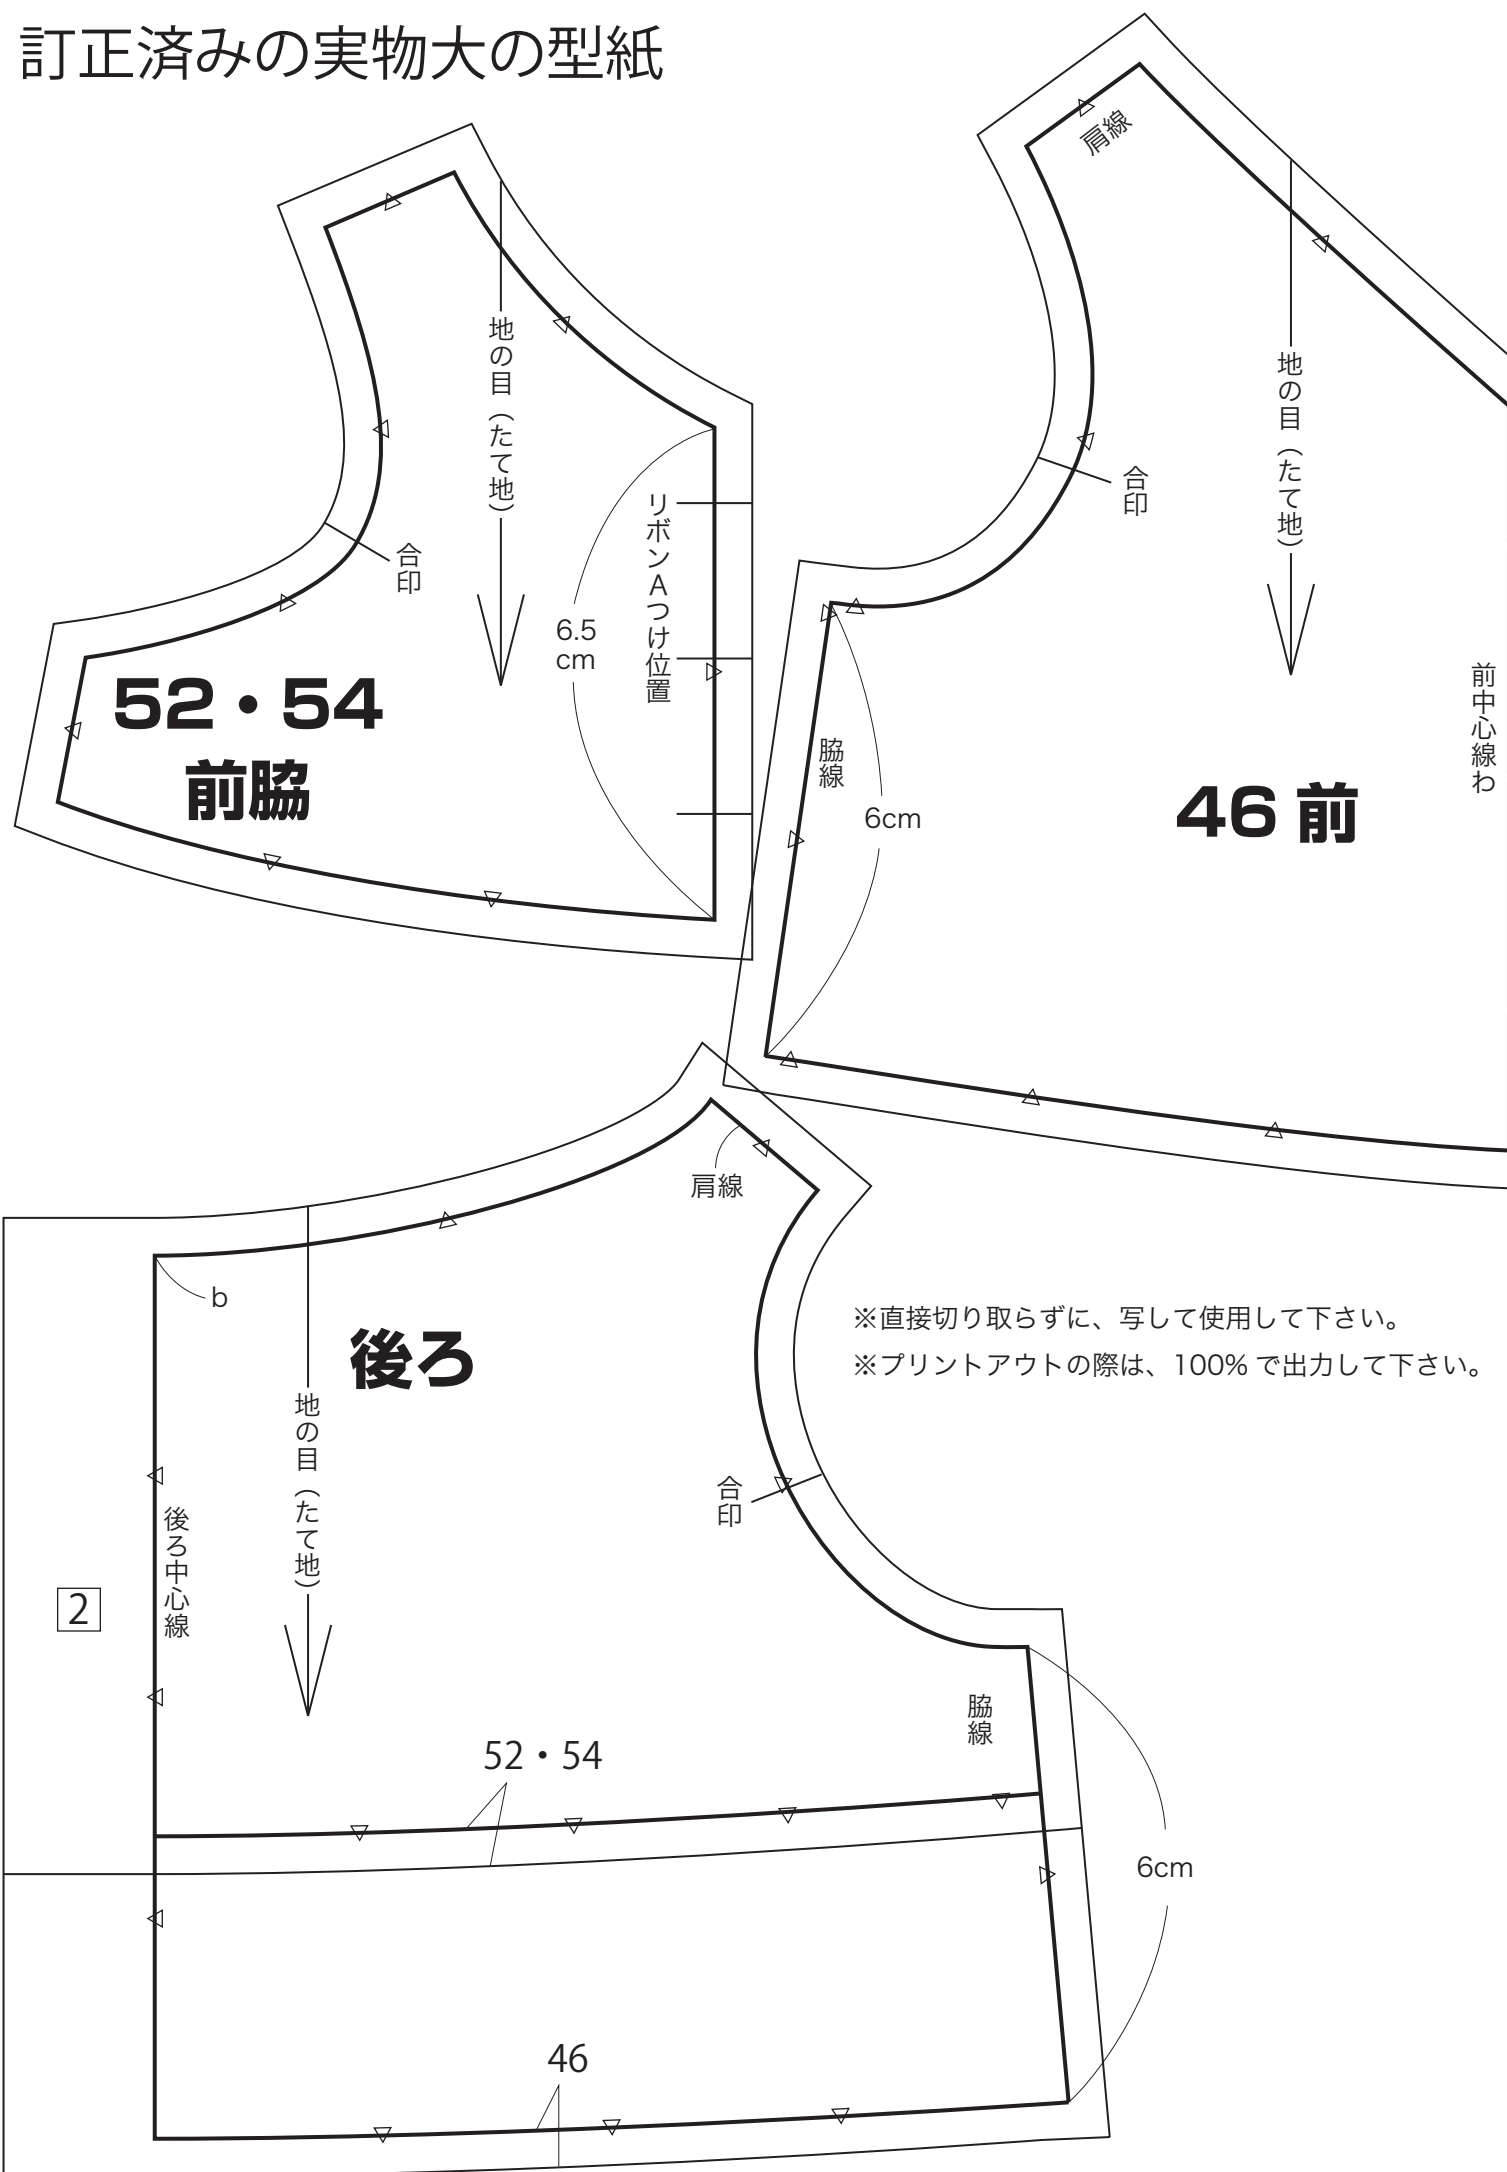 訂正済みの実物大の型紙
肩線
地の目（たて地）
合印
リボンAつけ位置
6.5
cm
52・54
前脇
地の目（たて地）
合印
前中心線わ
脇線
6cm
46 前
肩線
b
後ろ
※直接切り取らずに、写して使用して下さい。
※プリントアウトの際は、100% で出力して下さい。
地の目（たて地）
合印
後ろ中心線
2
脇線
52・54
6cm
46